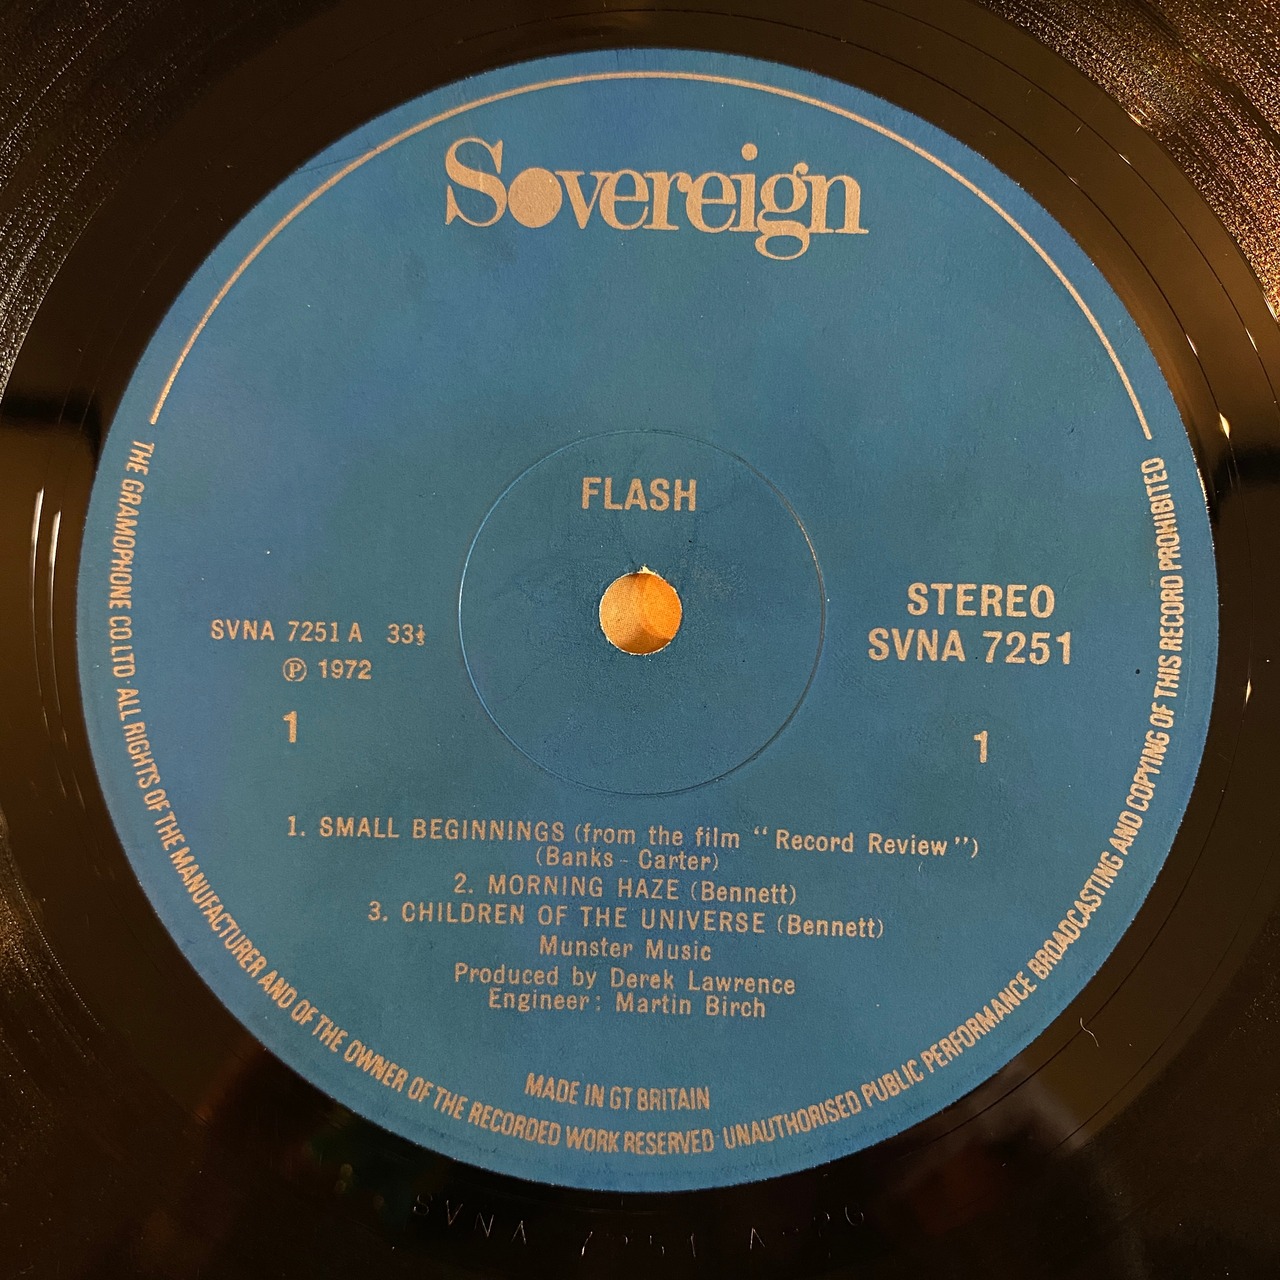 Sovereign
FLASH
STEREO
SVNA 7251
SVNA 7251 A 33⅓
Ⓟ 1972
1
1
1. SMALL BEGINNINGS (from the film “Record Review”)
(Banks - Carter)
2. MORNING HAZE (Bennett)
3. CHILDREN OF THE UNIVERSE (Bennett)
Munster Music
Produced by Derek Lawrence
Engineer: Martin Birch
MADE IN GT BRITAIN
THE GRAMOPHONE CO. LTD · ALL RIGHTS OF THE MANUFACTURER AND OF THE OWNER OF THE RECORDED WORK RESERVED · UNAUTHORISED PUBLIC PERFORMANCE BROADCASTING AND COPYING OF THIS RECORD PROHIBITED
SVNA